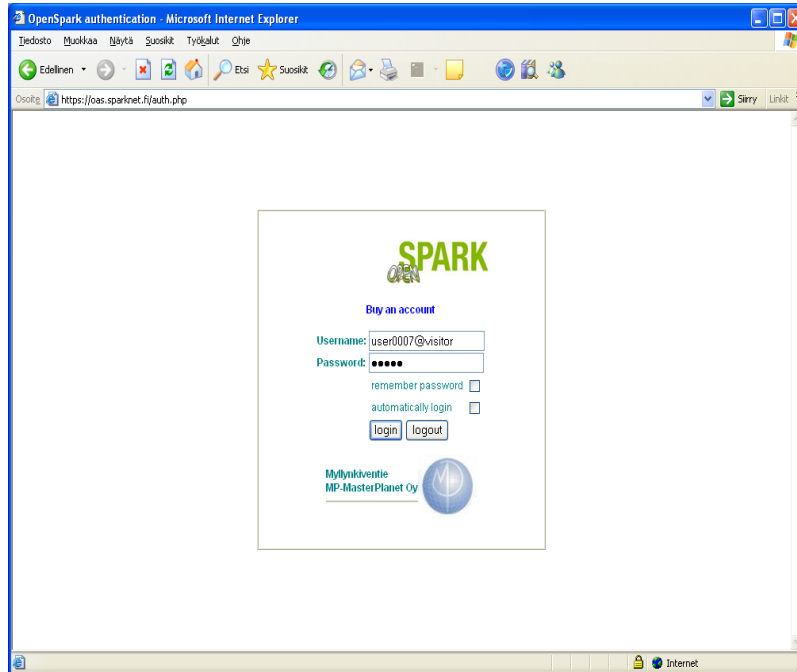 OpenSpark authentication - Microsoft Internet Explorer
Tiedosto Muokkaa Näytä Suosikit Työkalut Ohje
Edellinen Etsi Suosikit
Osoite https://oas.sparknet.fi/auth.php Siirry Linkit
SPARK
OPEN
Buy an account
Username: user0007@visitor
Password: •••••
remember password
automatically login
login logout
Myllynkiventie
MP-MasterPlanet Oy
Internet